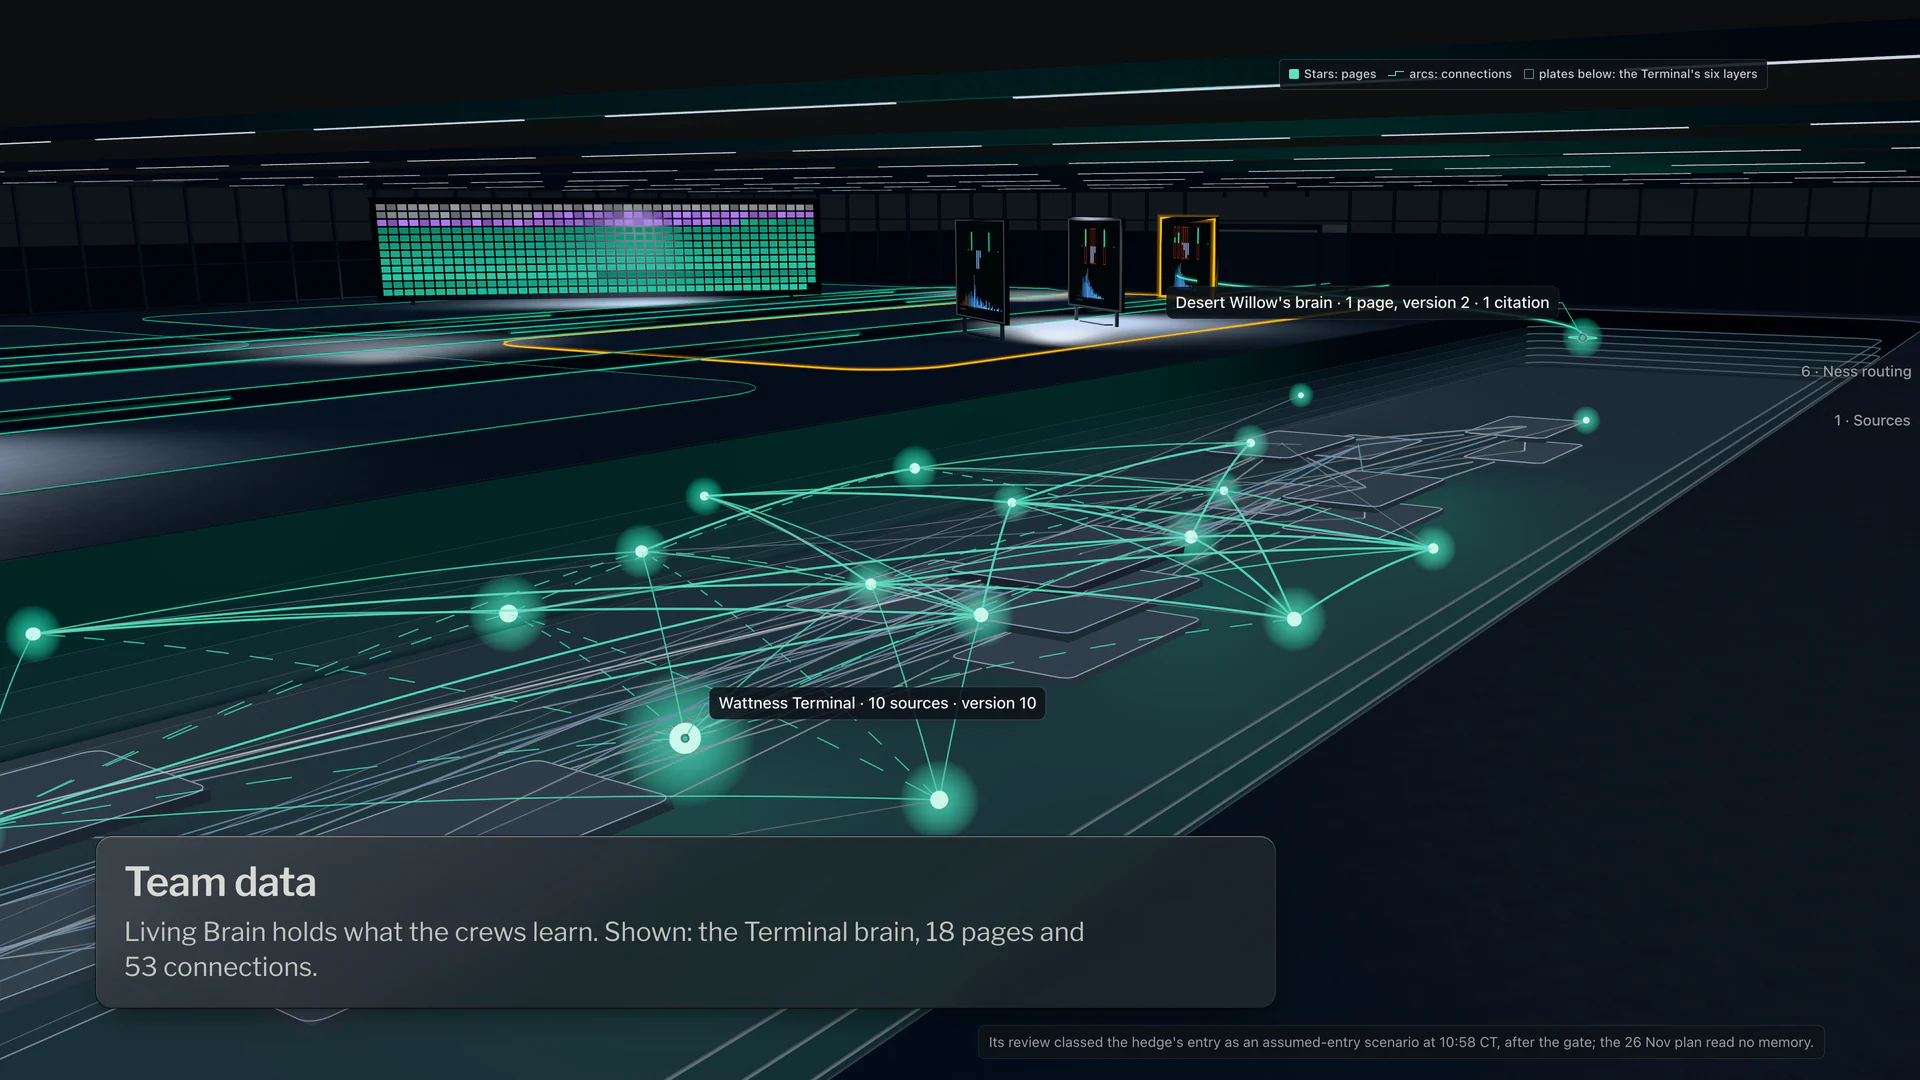 Stars: pages arcs: connections plates below: the Terminal's six layers
Desert Willow's brain · 1 page, version 2 · 1 citation
6 · Ness routing
1 · Sources
Wattness Terminal · 10 sources · version 10
Team data
Living Brain holds what the crews learn. Shown: the Terminal brain, 18 pages and
53 connections.
Its review classed the hedge's entry as an assumed-entry scenario at 10:58 CT, after the gate; the 26 Nov plan read no memory.